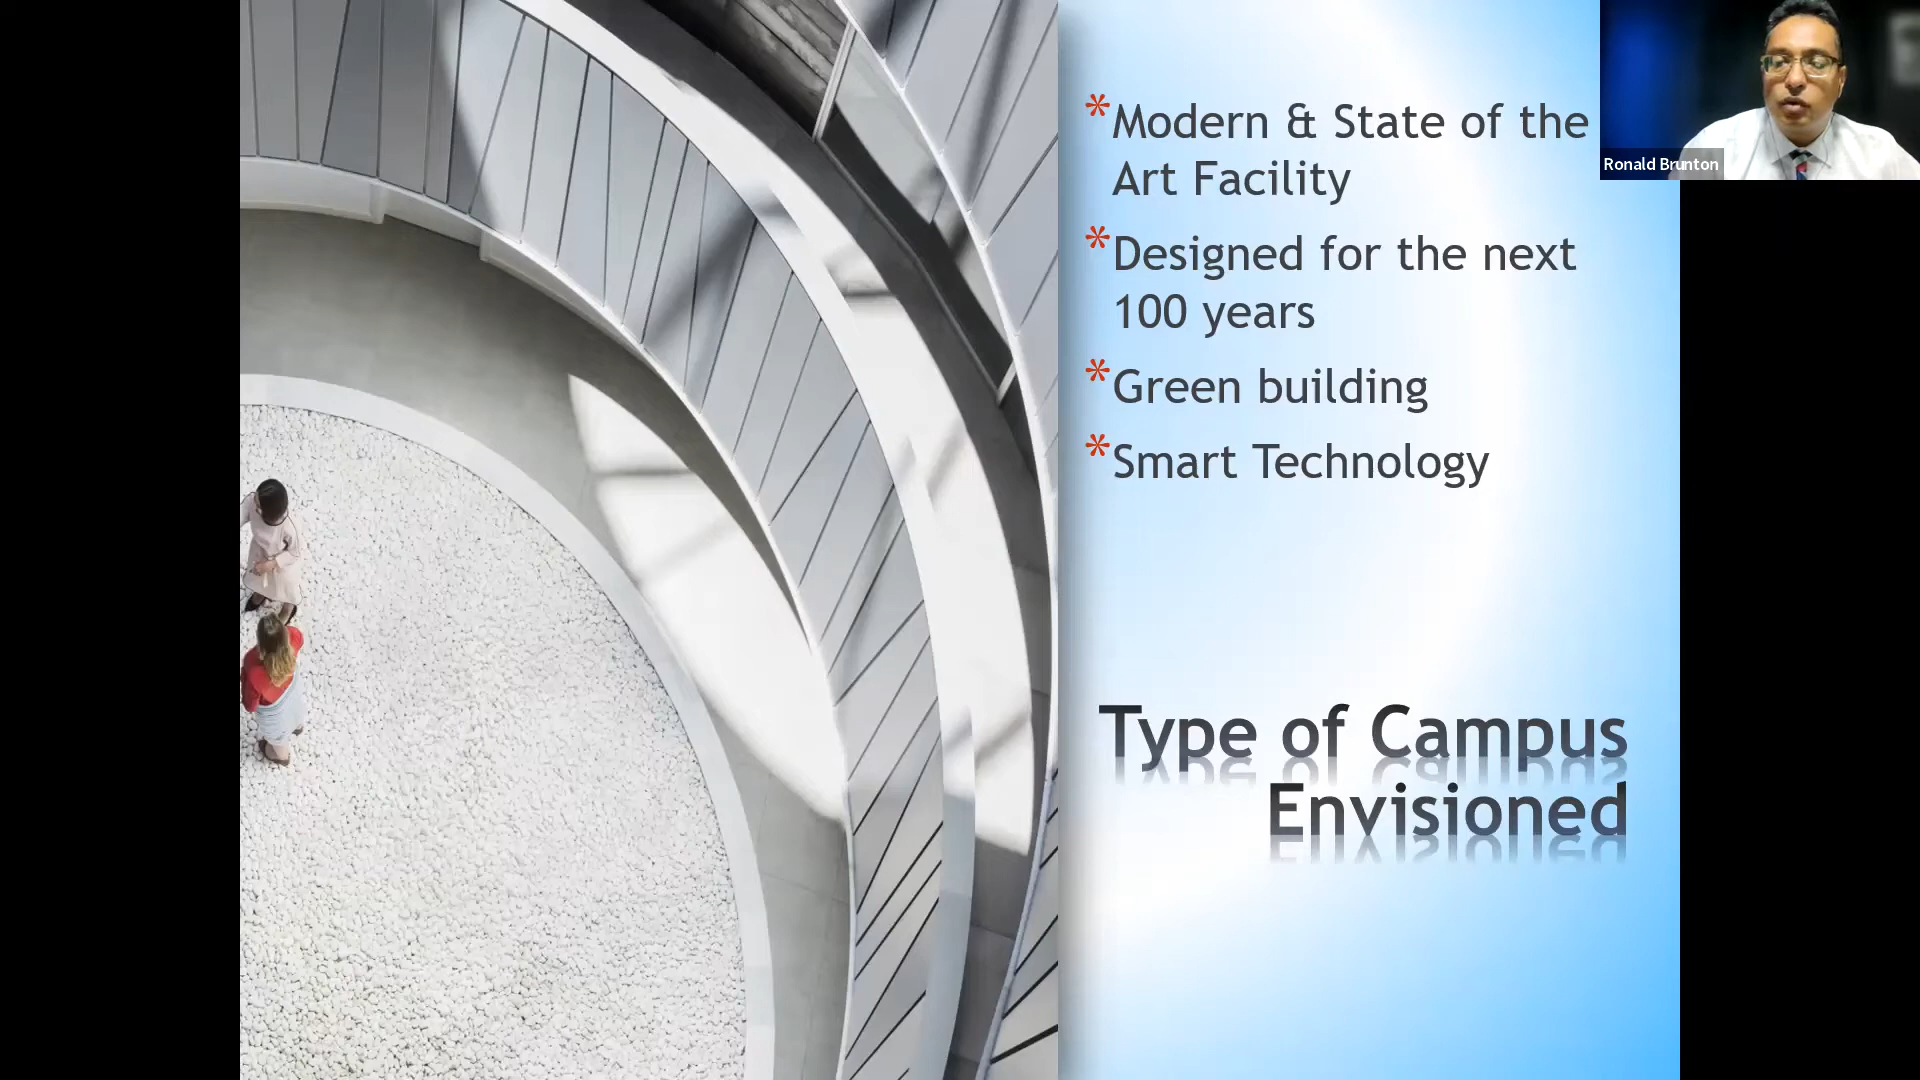 * Modern & State of the
Art Facility
* Designed for the next
100 years
* Green building
* Smart Technology
Type of Campus
Envisioned
Ronald Brunton